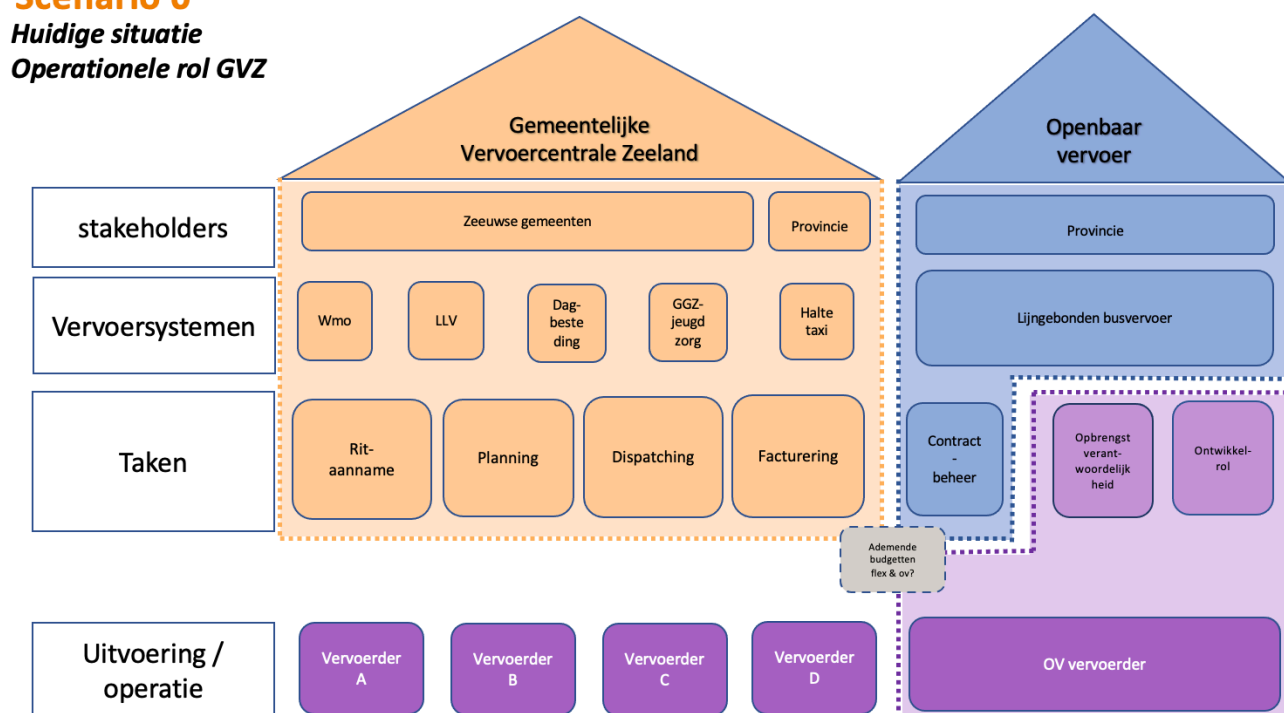 Scenario 0
Huidige situatie
Operationele rol GVZ
Gemeentelijke
Vervoercentrale Zeeland
Openbaar
vervoer
stakeholders
Zeeuwse gemeenten
Provincie
Provincie
Vervoersystemen
Wmo
LLV
Dag-
beste
ding
GGZ-
jeugd
zorg
Halte
taxi
Lijngebonden busvervoer
Taken
Rit-
aanname
Planning
Dispatching
Facturering
Contract
-
beheer
Opbrengst
verant-
woordelijk
heid
Ontwikkel-
rol
Ademende
budgetten
flex & ov?
Uitvoering /
operatie
Vervoerder
A
Vervoerder
B
Vervoerder
C
Vervoerder
D
OV vervoerder